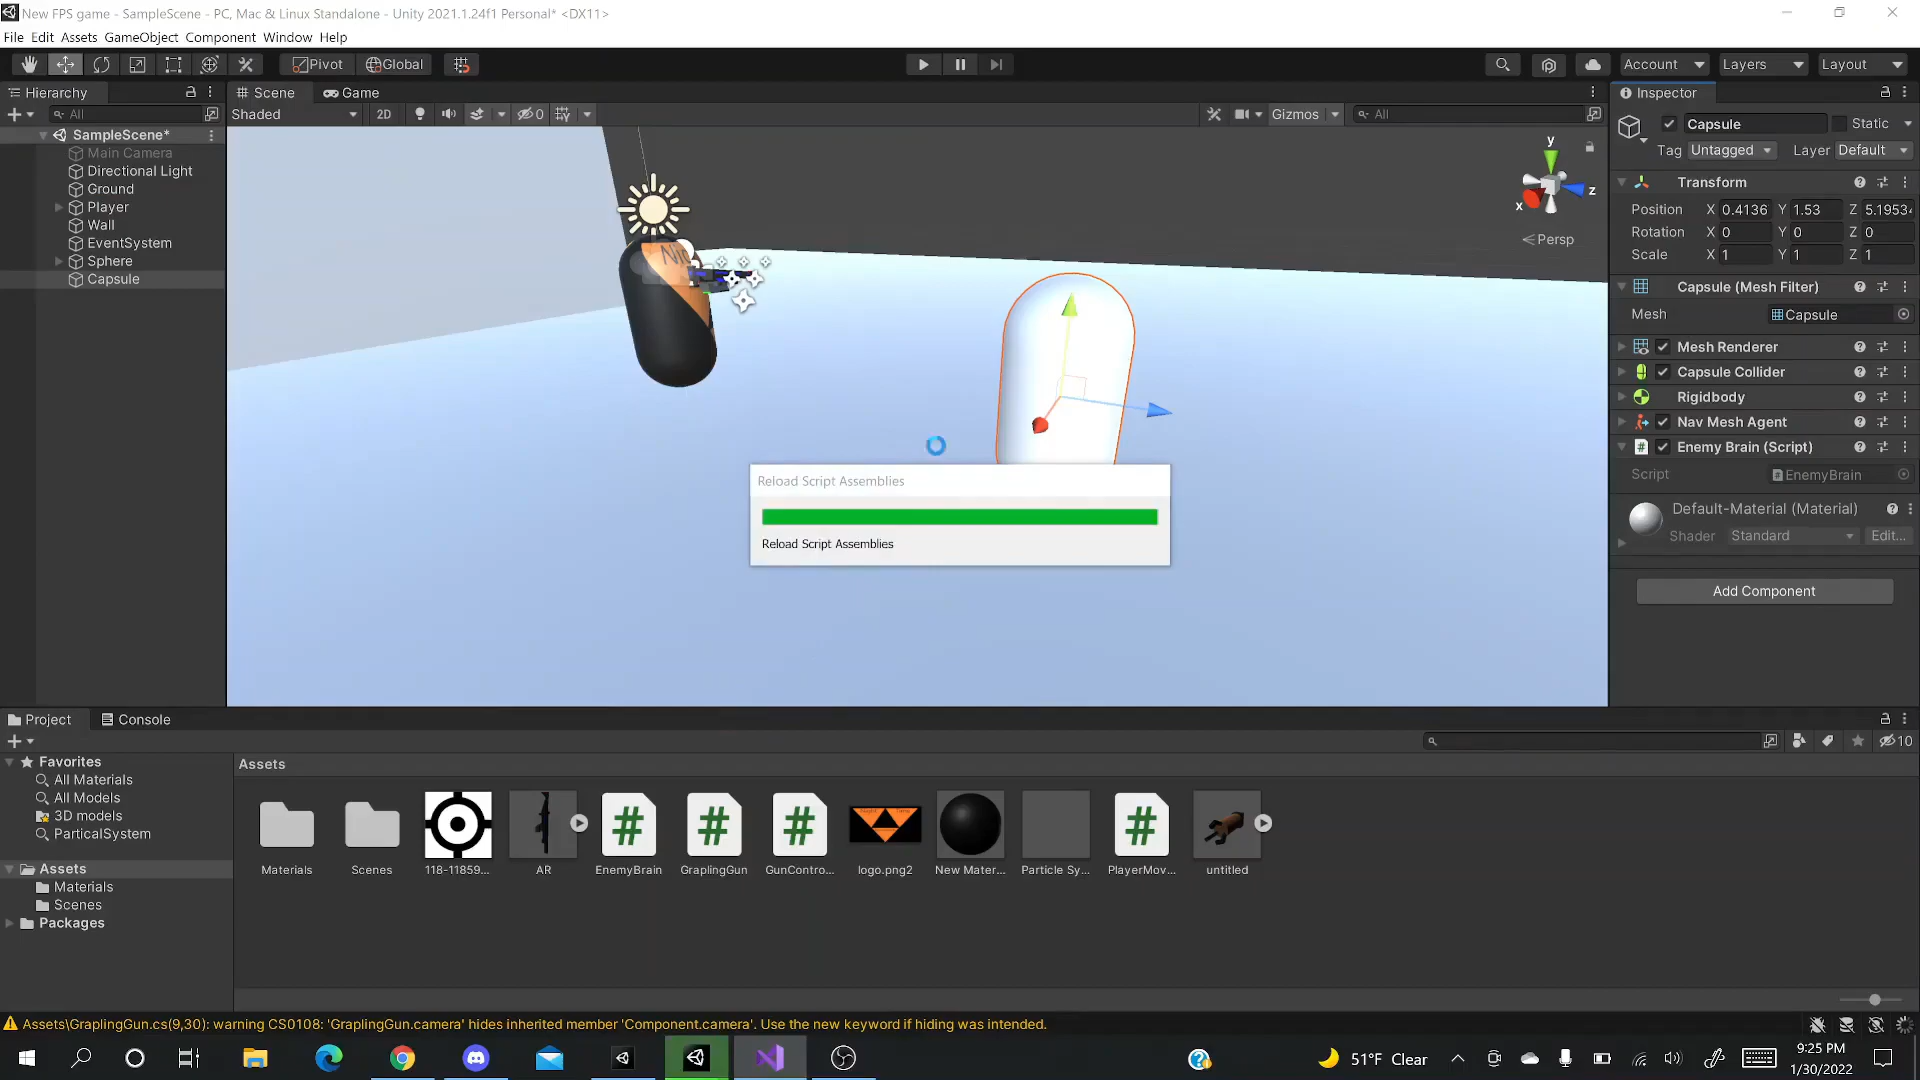 New FPS game - SampleScene - PC, Mac & Linux Standalone - Unity 2021.1.24f1 Personal* <DX11>
File Edit Assets GameObject Component Window Help
Pivot Global Account Layers Layout
Hierarchy Scene Game Inspector
All Shaded 2D 0 Gizmos All
SampleScene*
Main Camera
Directional Light
Ground
Player
Wall
EventSystem
Sphere
Capsule
y
x
z
Persp
Capsule Static
Tag Untagged Layer Default
Transform
Position X 0.4136 Y 1.53 Z 5.1953
Rotation X 0 Y 0 Z 0
Scale X 1 Y 1 Z 1
Capsule (Mesh Filter)
Mesh Capsule
Mesh Renderer
Capsule Collider
Rigidbody
Nav Mesh Agent
Enemy Brain (Script)
Script EnemyBrain
Default-Material (Material)
Shader Standard Edit...
Add Component
Reload Script Assemblies
Reload Script Assemblies
Project Console
10
Favorites
All Materials
All Models
3D models
ParticalSystem
Assets
Materials
Scenes
Packages
Assets
Materials Scenes 118-11859... AR EnemyBrain GraplingGun GunContro... logo.png2 New Mater... Particle Sy... PlayerMov... untitled
Assets\GraplingGun.cs(9,30): warning CS0108: 'GraplingGun.camera' hides inherited member 'Component.camera'. Use the new keyword if hiding was intended.
51°F Clear
9:25 PM
1/30/2022